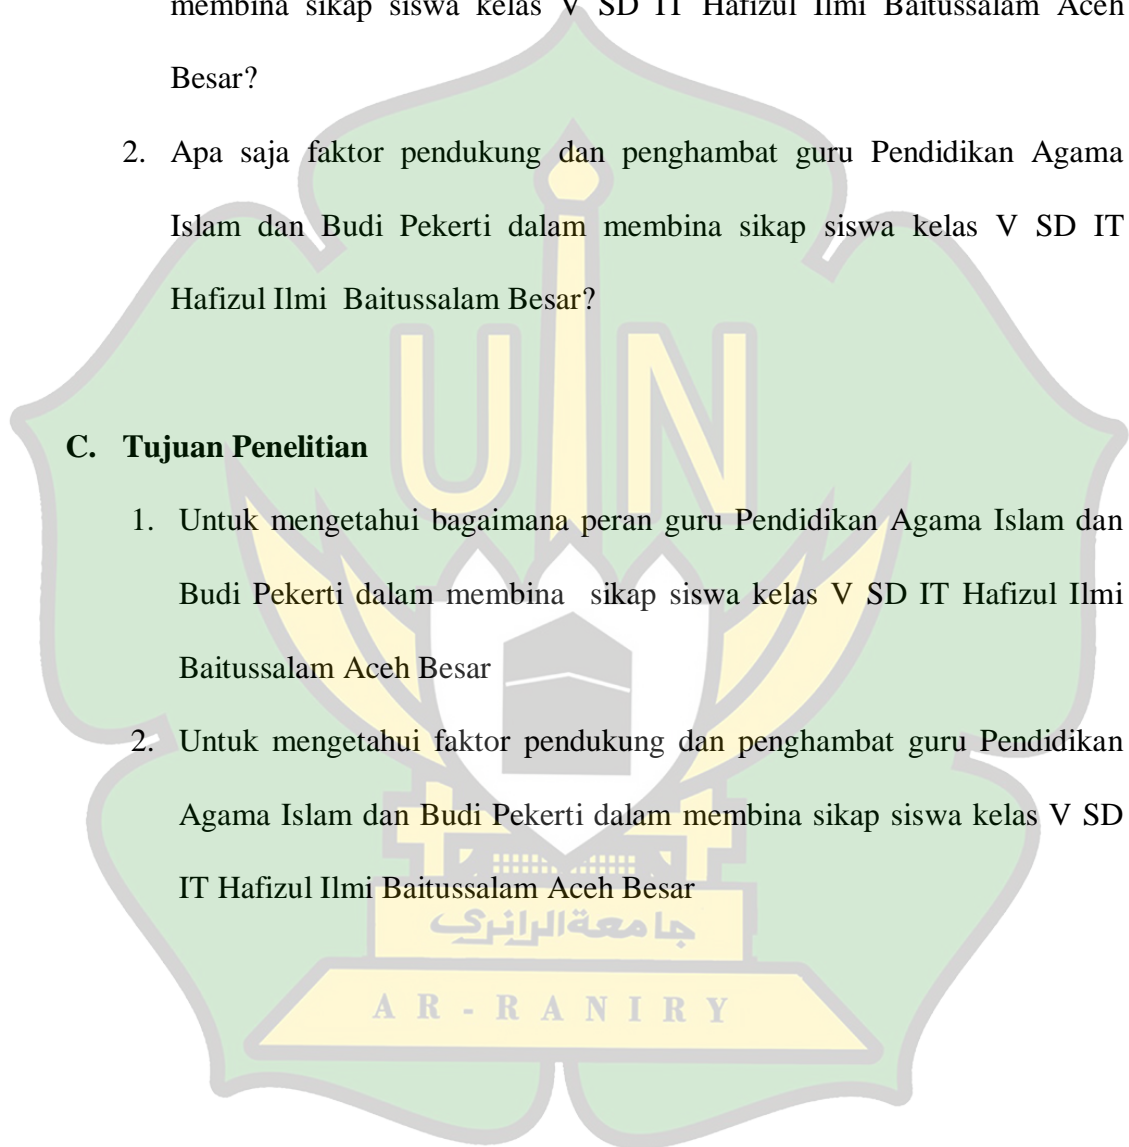 membina sikap siswa kelas V SD IT Hafizul Ilmi Baitussalam Aceh
Besar?
2. Apa saja faktor pendukung dan penghambat guru Pendidikan Agama
Islam dan Budi Pekerti dalam membina sikap siswa kelas V SD IT
Hafizul Ilmi Baitussalam Besar?
UIN
C. Tujuan Penelitian
1. Untuk mengetahui bagaimana peran guru Pendidikan Agama Islam dan
Budi Pekerti dalam membina sikap siswa kelas V SD IT Hafizul Ilmi
Baitussalam Aceh Besar
2. Untuk mengetahui faktor pendukung dan penghambat guru Pendidikan
Agama Islam dan Budi Pekerti dalam membina sikap siswa kelas V SD
IT Hafizul Ilmi Baitussalam Aceh Besar
جامعةالرانري
AR-RANIRY